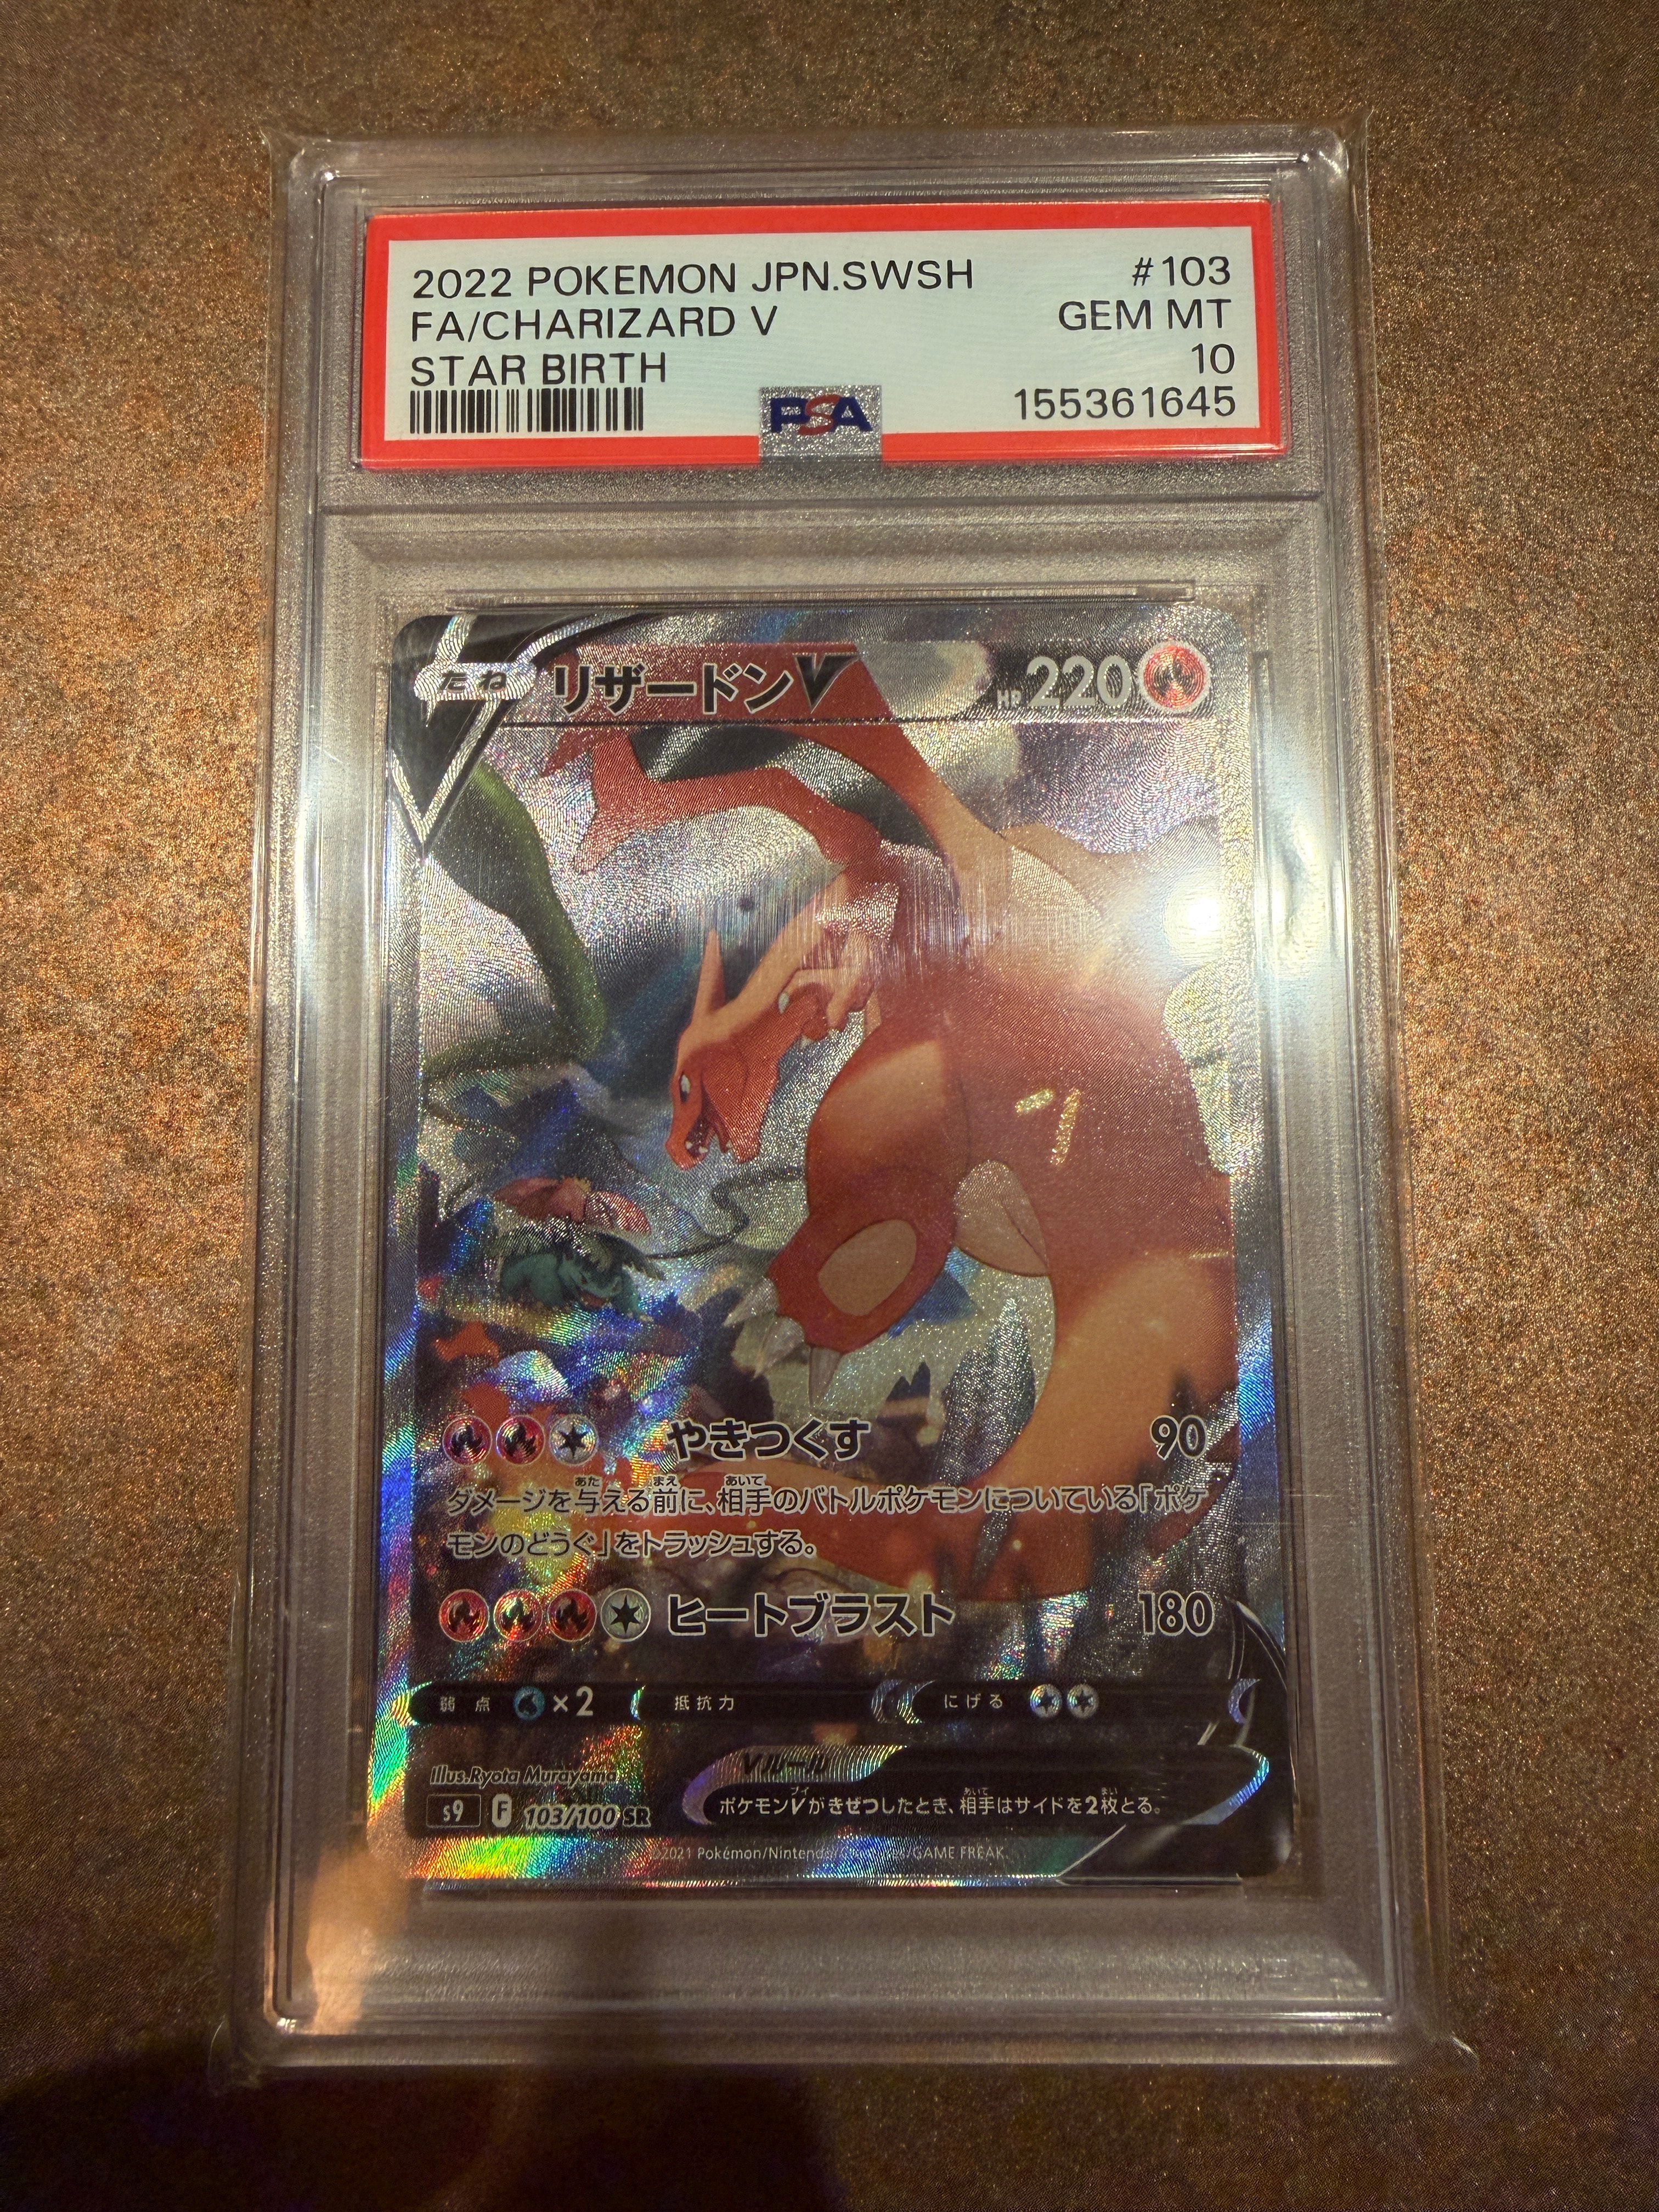 2022 POKEMON JPN.SWSH #103
FA/CHARIZARD V GEM MT
STAR BIRTH 10
PSA 155361645
たね リザードンV HP 220
やきつくす 90
ダメージを与える前に、相手のバトルポケモンについている「ポケ
モンのどうぐ」をトラッシュする。
ヒートブラスト 180
弱点 ×2 抵抗力 にげる
Illus.Ryota Murayama
Vルール
ポケモンVがきぜつしたとき、相手はサイドを2枚とる。
s9 F 103/100 SR
©2021 Pokémon/Nintendo/ /GAME FREAK.